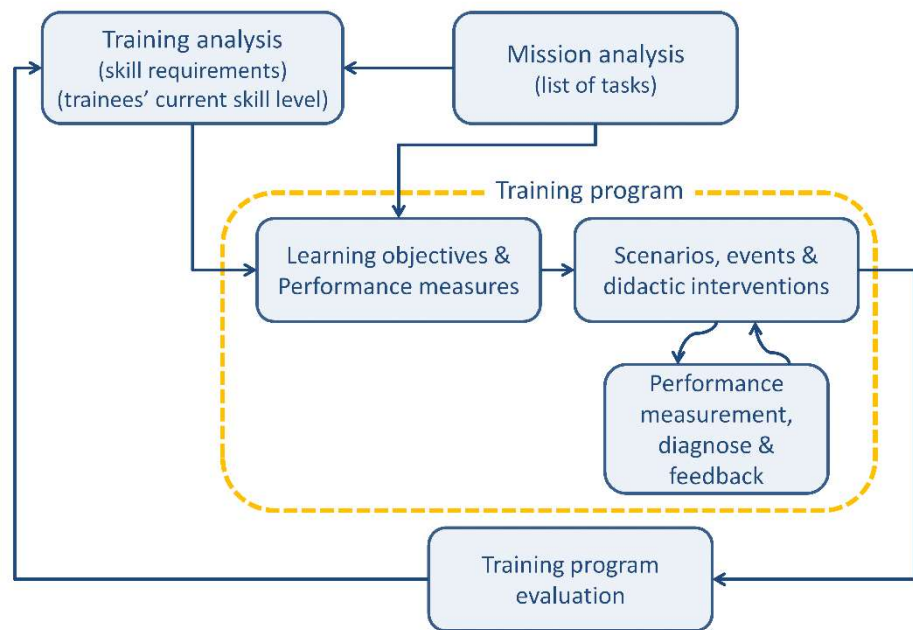 Training analysis
(skill requirements)
(trainees’ current skill level)
Mission analysis
(list of tasks)
Training program
Learning objectives &
Performance measures
Scenarios, events &
didactic interventions
Performance
measurement,
diagnose &
feedback
Training program
evaluation